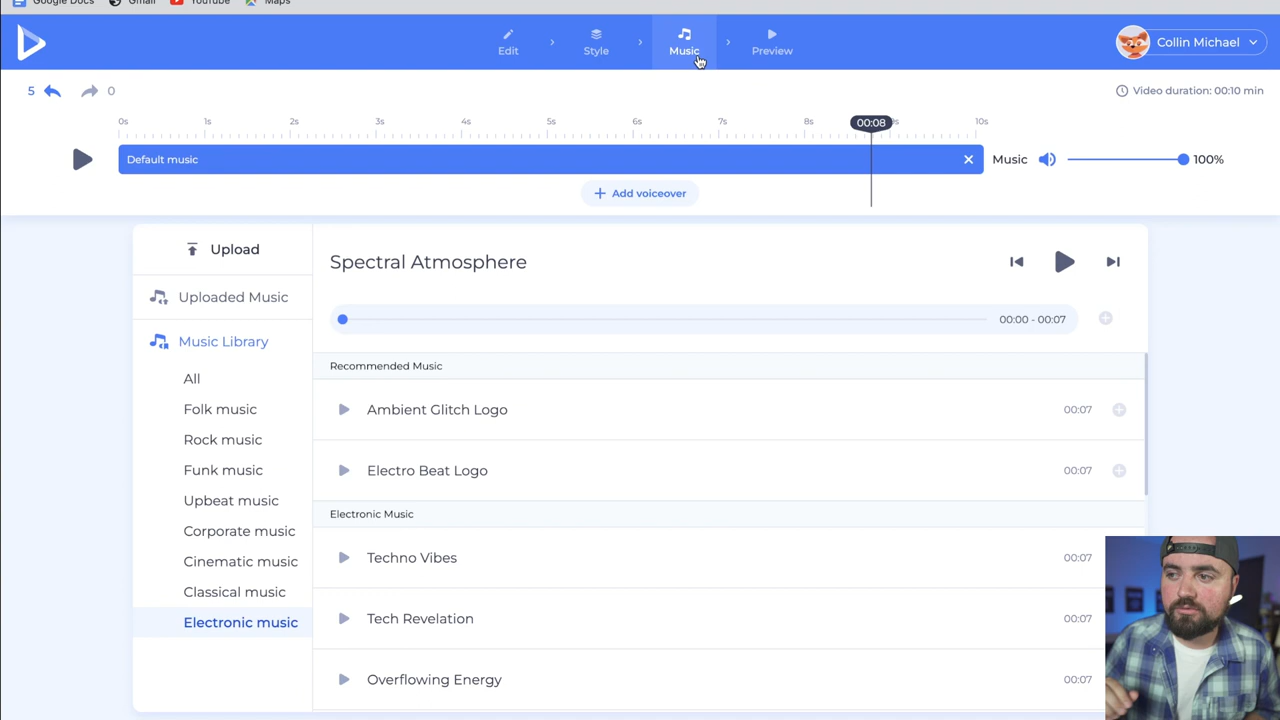 Google Docs Gmail YouTube Maps
Edit Style Music Preview Collin Michael
5 0 Video duration: 00:10 min
0s 1s 2s 3s 4s 5s 6s 7s 8s 00:08 9s 10s
Default music Music 100%
Add voiceover
Upload
Uploaded Music
Music Library
All
Folk music
Rock music
Funk music
Upbeat music
Corporate music
Cinematic music
Classical music
Electronic music
Spectral Atmosphere
00:00 - 00:07
Recommended Music
Ambient Glitch Logo 00:07
Electro Beat Logo 00:07
Electronic Music
Techno Vibes 00:07
Tech Revelation 00:07
Overflowing Energy 00:07